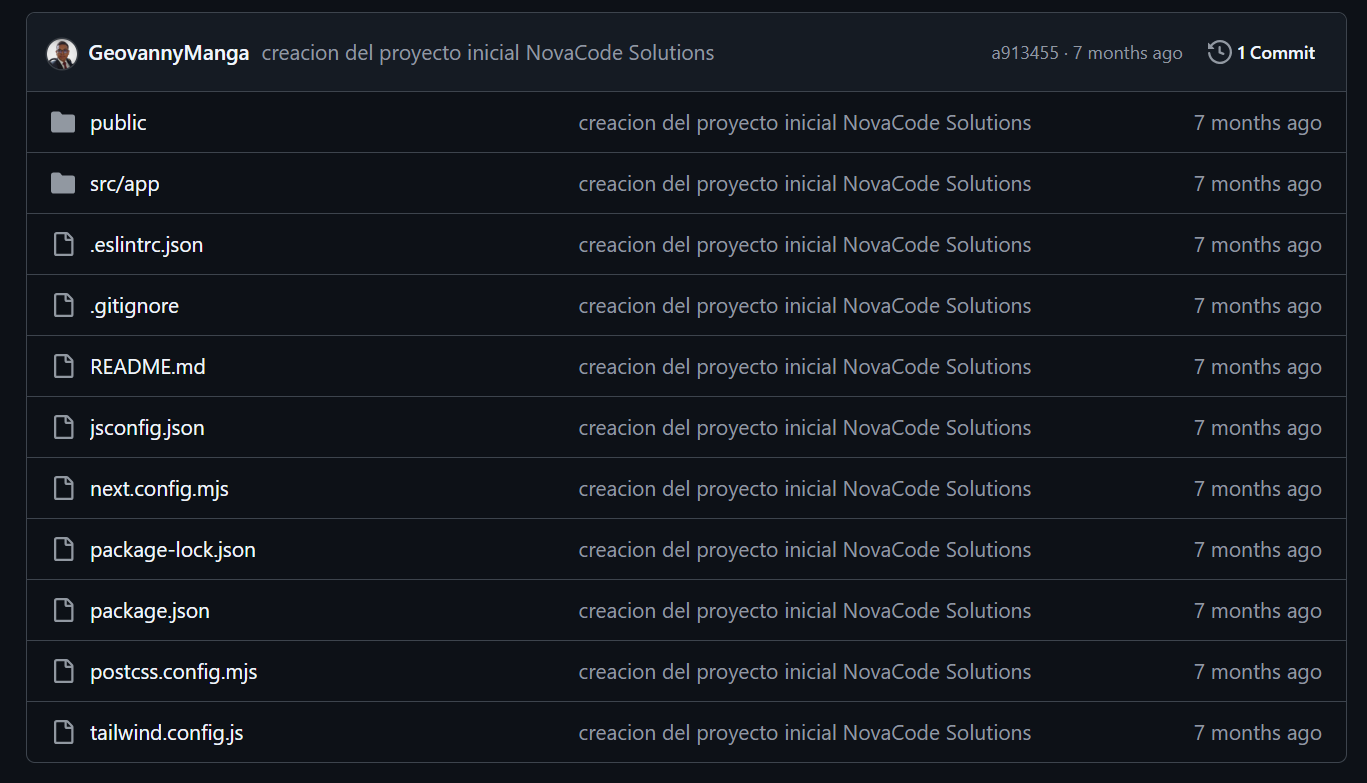 GeovannyManga creacion del proyecto inicial NovaCode Solutions a913455 · 7 months ago 1 Commit
public creacion del proyecto inicial NovaCode Solutions 7 months ago
src/app creacion del proyecto inicial NovaCode Solutions 7 months ago
.eslintrc.json creacion del proyecto inicial NovaCode Solutions 7 months ago
.gitignore creacion del proyecto inicial NovaCode Solutions 7 months ago
README.md creacion del proyecto inicial NovaCode Solutions 7 months ago
jsconfig.json creacion del proyecto inicial NovaCode Solutions 7 months ago
next.config.mjs creacion del proyecto inicial NovaCode Solutions 7 months ago
package-lock.json creacion del proyecto inicial NovaCode Solutions 7 months ago
package.json creacion del proyecto inicial NovaCode Solutions 7 months ago
postcss.config.mjs creacion del proyecto inicial NovaCode Solutions 7 months ago
tailwind.config.js creacion del proyecto inicial NovaCode Solutions 7 months ago